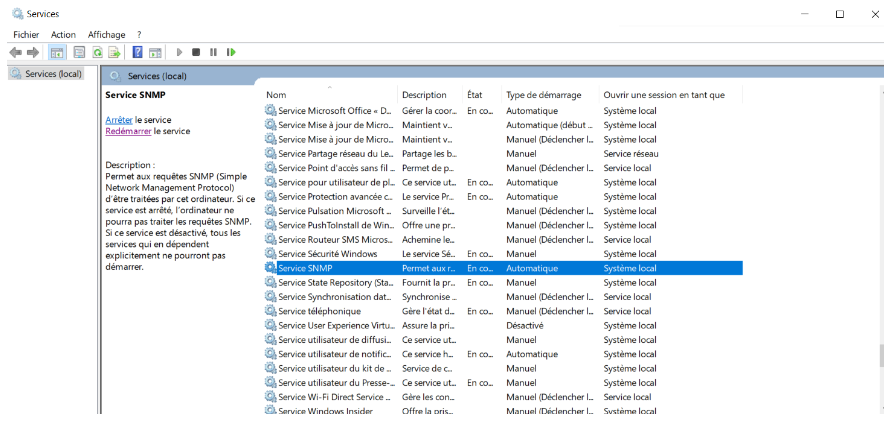 Services
Fichier Action Affichage ?
Services (local)
Services (local)
Service SNMP
Arrêter le service
Redémarrer le service
Description :
Permet aux requêtes SNMP (Simple
Network Management Protocol)
d'être traitées par cet ordinateur. Si ce
service est arrêté, l'ordinateur ne
pourra pas traiter les requêtes SNMP.
Si ce service est désactivé, tous les
services qui en dépendent
explicitement ne pourront pas
démarrer.
Nom Description État Type de démarrage Ouvrir une session en tant que
Service Microsoft Office « D... Gérer la coor... En co... Automatique Système local
Service Mise à jour de Micro... Maintient v... Automatique (début ... Système local
Service Mise à jour de Micro... Maintient v... Manuel (Déclencher l... Système local
Service Partage réseau du Le... Partage les b... Manuel Service réseau
Service Point d'accès sans fil ... Permet de p... Manuel (Déclencher l... Service local
Service pour utilisateur de pl... Ce service ut... En co... Automatique Système local
Service Protection avancée c... Le service Pr... En co... Automatique Système local
Service Pulsation Microsoft ... Surveille l'ét... Manuel (Déclencher l... Système local
Service PushToInstall de Win... Offre une pr... Manuel (Déclencher l... Système local
Service Routeur SMS Micros... Achemine le... Manuel (Déclencher l... Service local
Service Sécurité Windows Le service Sé... En co... Manuel Système local
Service SNMP Permet aux r... En co... Automatique Système local
Service State Repository (Sta... Fournit la pr... En co... Manuel Système local
Service Synchronisation dat... Synchronise ... Manuel (Déclencher l... Service local
Service téléphonique Gère l'état d... En co... Manuel (Déclencher l... Service local
Service User Experience Virtu... Assure la pri... Désactivé Système local
Service utilisateur de diffusi... Ce service ut... Manuel Système local
Service utilisateur de notific... Ce service h... En co... Automatique Système local
Service utilisateur du kit de ... Service de c... Manuel Système local
Service utilisateur du Presse-... Ce service ut... En co... Manuel Système local
Service Wi-Fi Direct Service ... Gère les con... Manuel (Déclencher l... Service local
Service Windows Insider Offre la pris... Manuel (Déclencher l... Système local